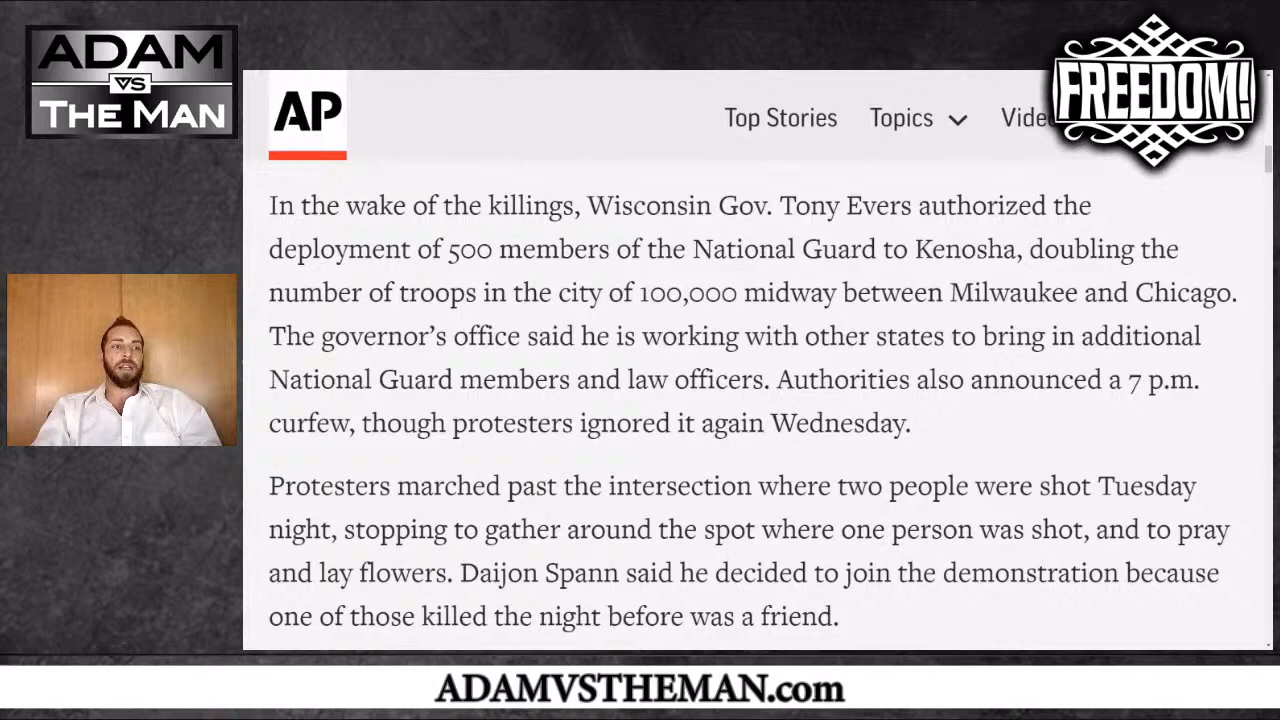 ADAM
VS
THE MAN
FREEDOM!
AP
Top Stories Topics Vide
In the wake of the killings, Wisconsin Gov. Tony Evers authorized the
deployment of 500 members of the National Guard to Kenosha, doubling the
number of troops in the city of 100,000 midway between Milwaukee and Chicago.
The governor’s office said he is working with other states to bring in additional
National Guard members and law officers. Authorities also announced a 7 p.m.
curfew, though protesters ignored it again Wednesday.
Protesters marched past the intersection where two people were shot Tuesday
night, stopping to gather around the spot where one person was shot, and to pray
and lay flowers. Daijon Spann said he decided to join the demonstration because
one of those killed the night before was a friend.
ADAMVSTHEMAN.com